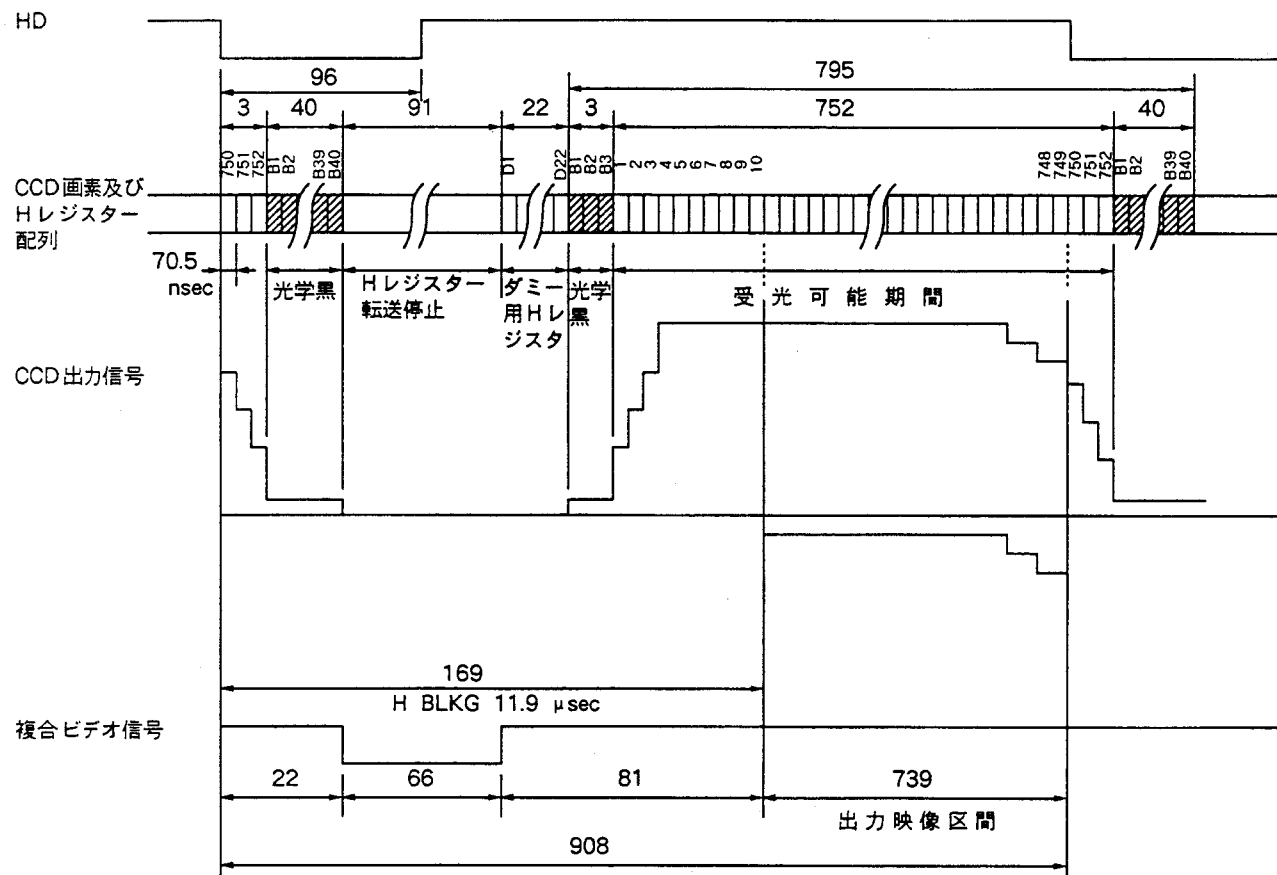 HD
96
795
3 40 91 22 3 752 40
750 751 752 B1 B2 B39 B40 D1 D22 B1 B2 B3 1 2 3 4 5 6 7 8 9 10 748 749 750 751 752 B1 B2 B39 B40
CCD画素及び
Hレジスター
配列
70.5
nsec
光学黒
Hレジスター
転送停止
ダミー
用Hレ
ジスタ
光学
黒
受光可能期間
CCD出力信号
169
H BLKG 11.9 μsec
複合ビデオ信号
22 66 81 739
出力映像区間
908